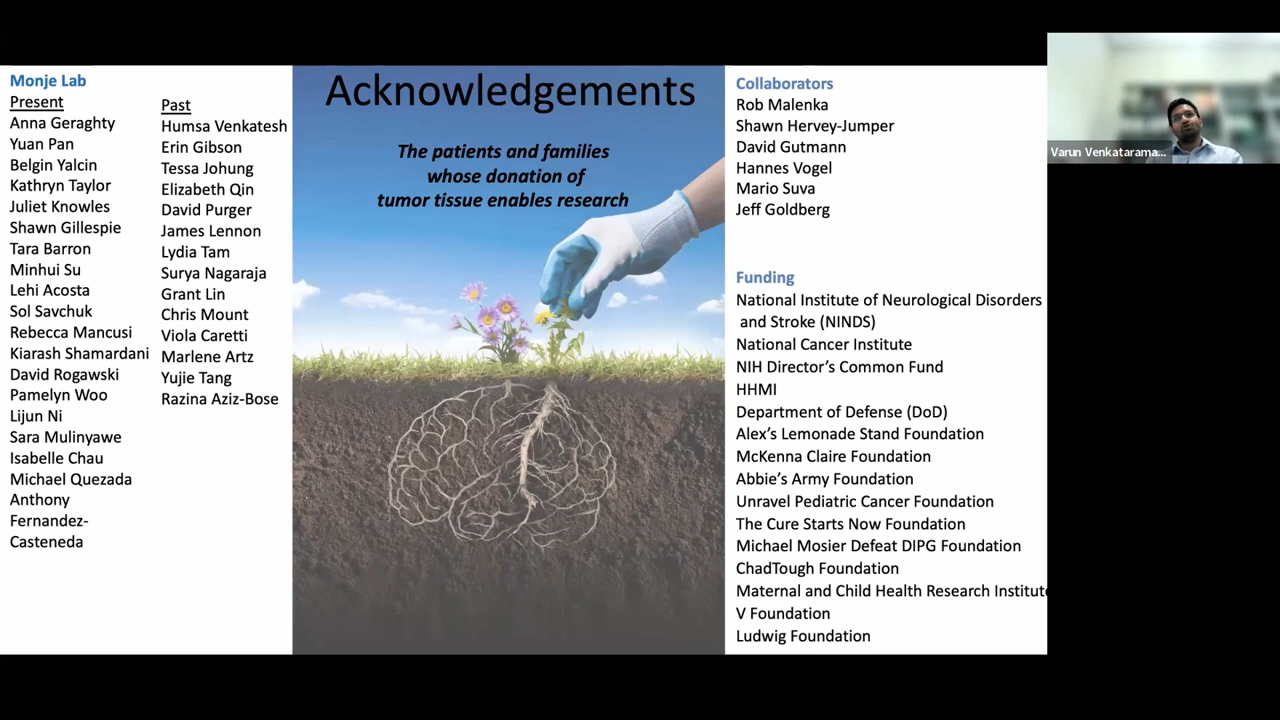 Monje Lab
Present
Anna Geraghty
Yuan Pan
Belgin Yalcin
Kathryn Taylor
Juliet Knowles
Shawn Gillespie
Tara Barron
Minhui Su
Lehi Acosta
Sol Savchuk
Rebecca Mancusi
Kiarash Shamardani
David Rogawski
Pamelyn Woo
Lijun Ni
Sara Mulinyawe
Isabelle Chau
Michael Quezada
Anthony
Fernandez-
Casteneda
Past
Humsa Venkatesh
Erin Gibson
Tessa Johung
Elizabeth Qin
David Purger
James Lennon
Lydia Tam
Surya Nagaraja
Grant Lin
Chris Mount
Viola Caretti
Marlene Artz
Yujie Tang
Razina Aziz-Bose
Acknowledgements
The patients and families
whose donation of
tumor tissue enables research
Collaborators
Rob Malenka
Shawn Hervey-Jumper
David Gutmann
Hannes Vogel
Mario Suva
Jeff Goldberg
Funding
National Institute of Neurological Disorders
and Stroke (NINDS)
National Cancer Institute
NIH Director’s Common Fund
HHMI
Department of Defense (DoD)
Alex’s Lemonade Stand Foundation
McKenna Claire Foundation
Abbie’s Army Foundation
Unravel Pediatric Cancer Foundation
The Cure Starts Now Foundation
Michael Mosier Defeat DIPG Foundation
ChadTough Foundation
Maternal and Child Health Research Institute
V Foundation
Ludwig Foundation
Varun Venkatarama...